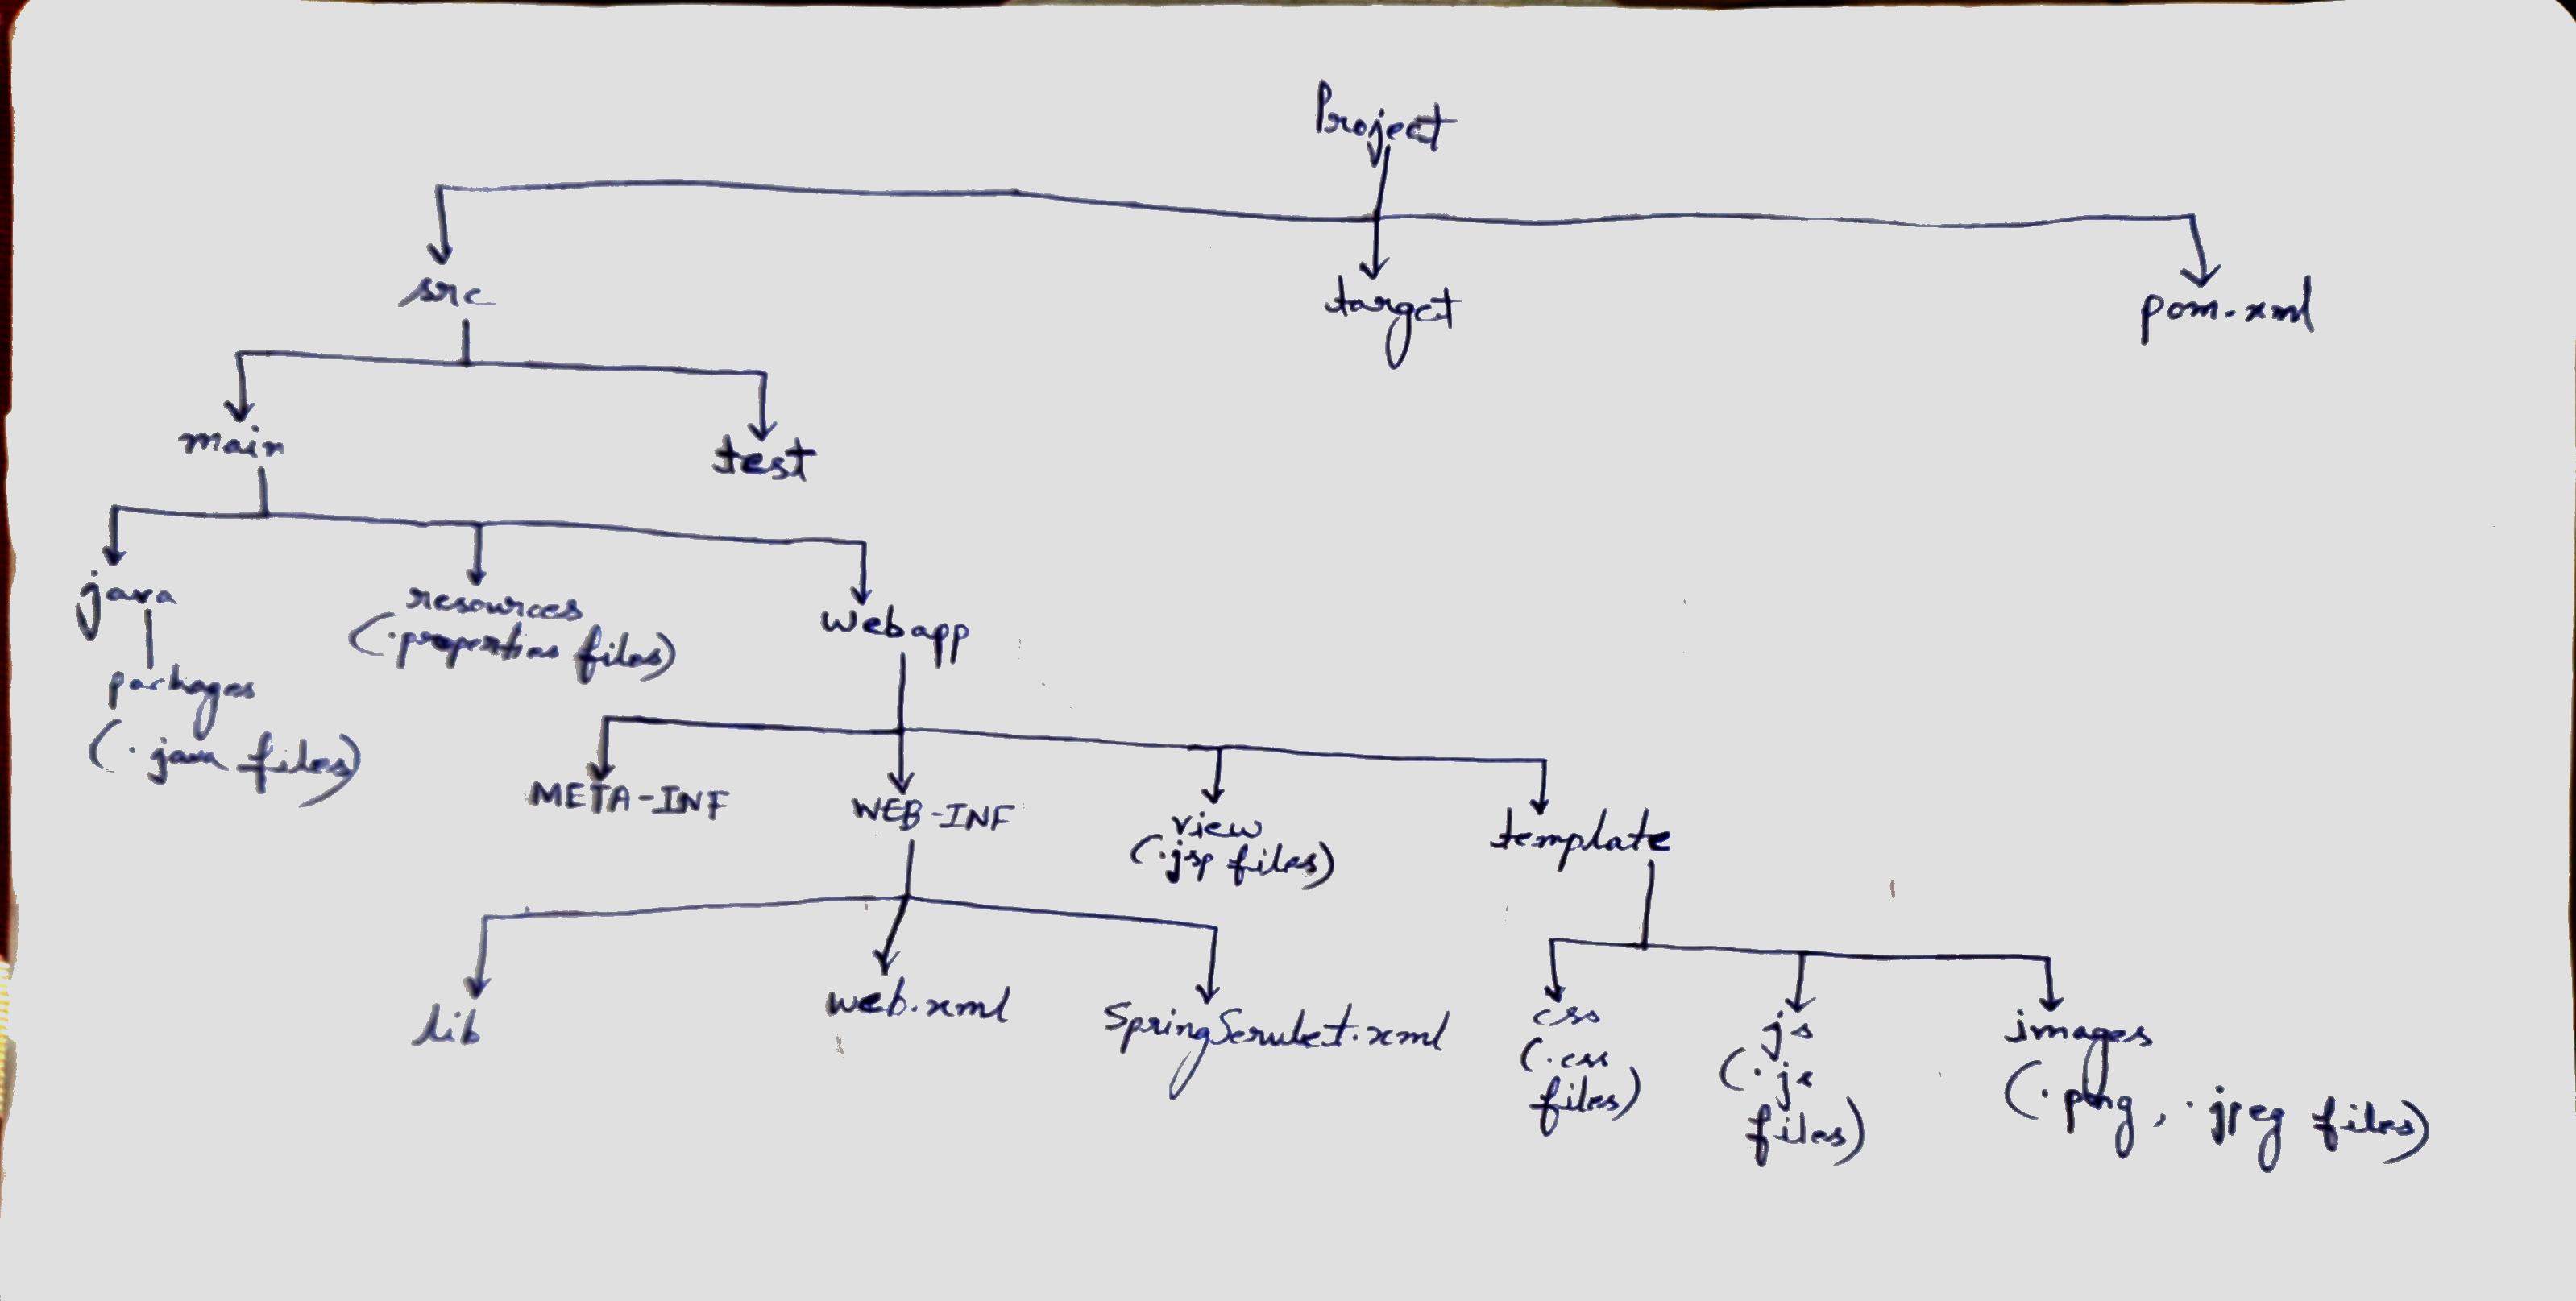 Project
src
target
pom.xml
main
test
java
resources
(.properties files)
webapp
packages
(.java files)
META-INF
WEB-INF
view
(.jsp files)
template
lib
web.xml
SpringServlet.xml
css
(.css
files)
js
(.js
files)
images
(.png, .jpeg files)